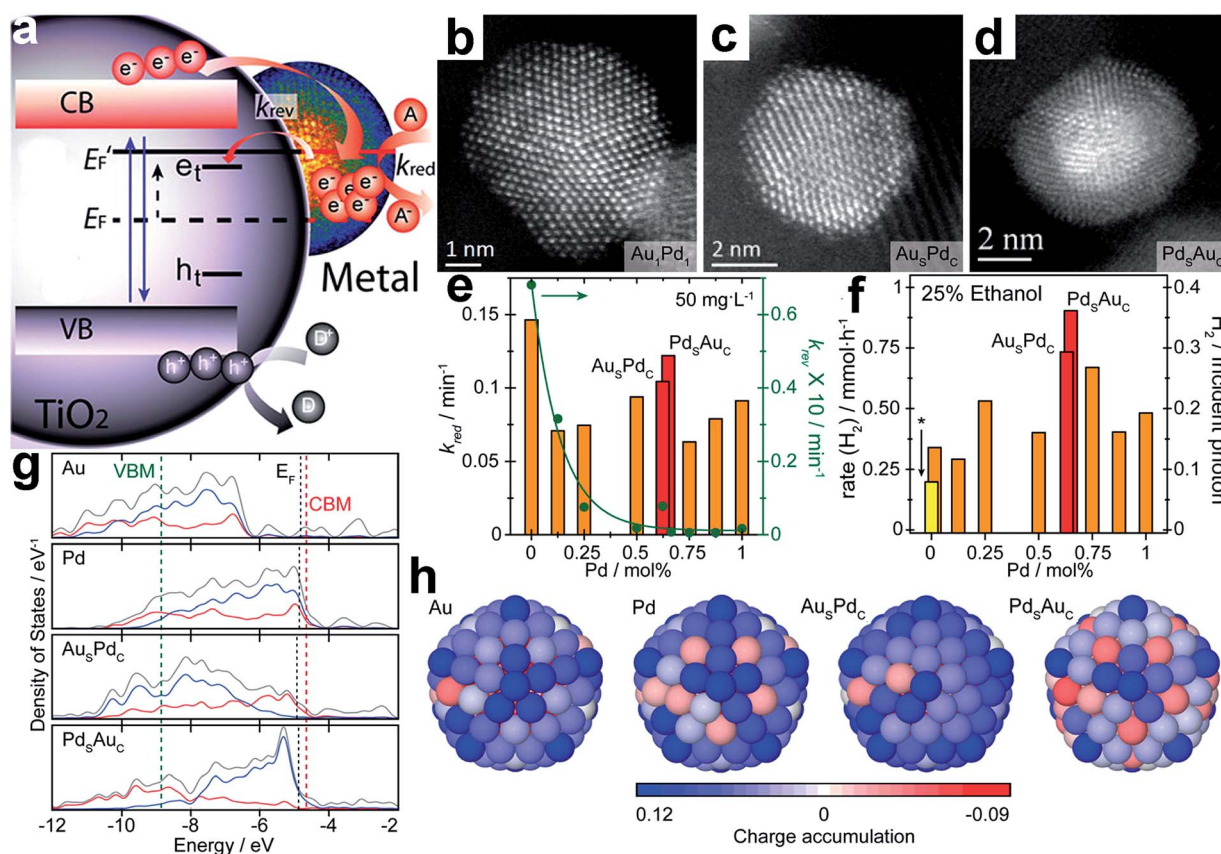 a
e⁻ e⁻ e⁻
CB
k_rev
A
E_F'
e_t
k_red
e⁻ e⁻
e e⁻
e⁻ e⁻
A⁻
E_F
h_t
Metal
VB
h⁺ h⁺ h⁺
D⁺
D
TiO₂
b
1 nm
Au₁Pd₁
c
2 nm
Au_SPd_C
d
2 nm
Pd_SAu_C
e
50 mg·L⁻¹
Pd_SAu_C
Au_SPd_C
0.15
0.1
0.05
0
k_red / min⁻¹
0.6
0.4
0.2
0
k_rev X 10 / min⁻¹
0 0.25 0.5 0.75 1
Pd / mol%
f
25% Ethanol
Pd_SAu_C
Au_SPd_C
*
1
0.75
0.50
0.25
0
rate (H₂) / mmol·h⁻¹
0.4
0.3
0.2
0.1
0
H₂ / incident photon
0 0.25 0.5 0.75 1
Pd / mol%
g
Au
VBM
E_F
CBM
Pd
Au_SPd_C
Pd_SAu_C
Density of States / eV⁻¹
-12 -10 -8 -6 -4 -2
Energy / eV
h
Au
Pd
Au_SPd_C
Pd_SAu_C
0.12 0 -0.09
Charge accumulation